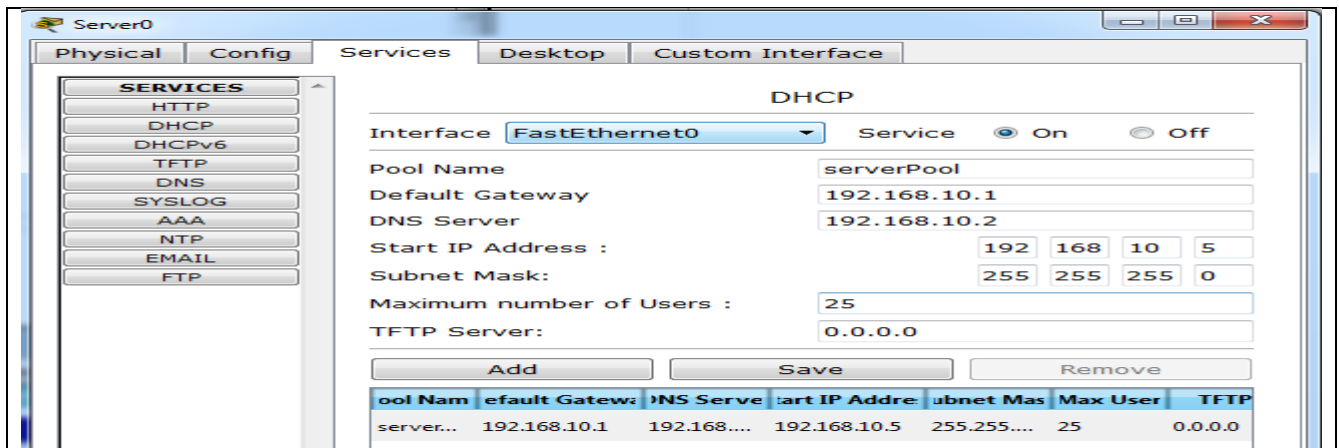 Server0
Physical Config Services Desktop Custom Interface
SERVICES
HTTP
DHCP
DHCPv6
TFTP
DNS
SYSLOG
AAA
NTP
EMAIL
FTP
DHCP
Interface FastEthernet0 Service On Off
Pool Name serverPool
Default Gateway 192.168.10.1
DNS Server 192.168.10.2
Start IP Address : 192 168 10 5
Subnet Mask: 255 255 255 0
Maximum number of Users : 25
TFTP Server: 0.0.0.0
Add Save Remove
ool Nam efault Gatewa DNS Serve tart IP Addre ubnet Mas Max User TFTP
server... 192.168.10.1 192.168.... 192.168.10.5 255.255.... 25 0.0.0.0